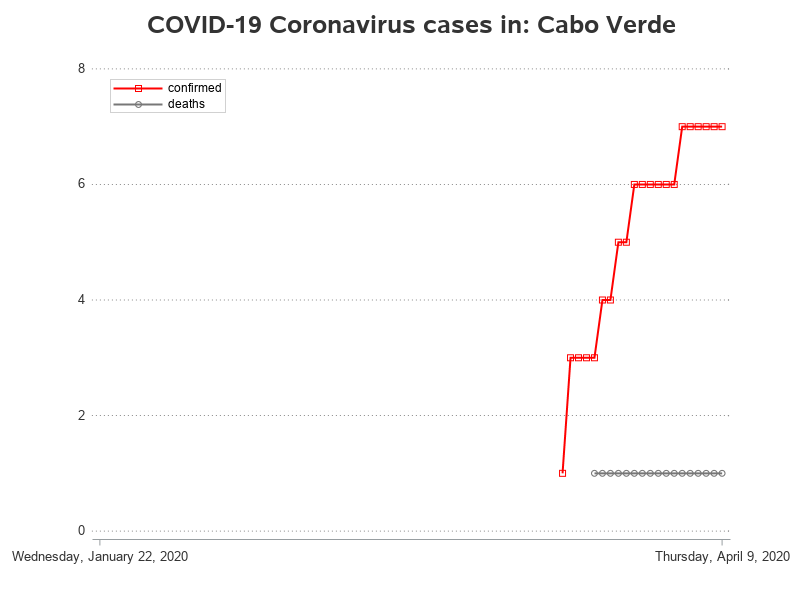 COVID-19 Coronavirus cases in: Cabo Verde
8
confirmed
deaths
6
4
2
0
Wednesday, January 22, 2020 Thursday, April 9, 2020